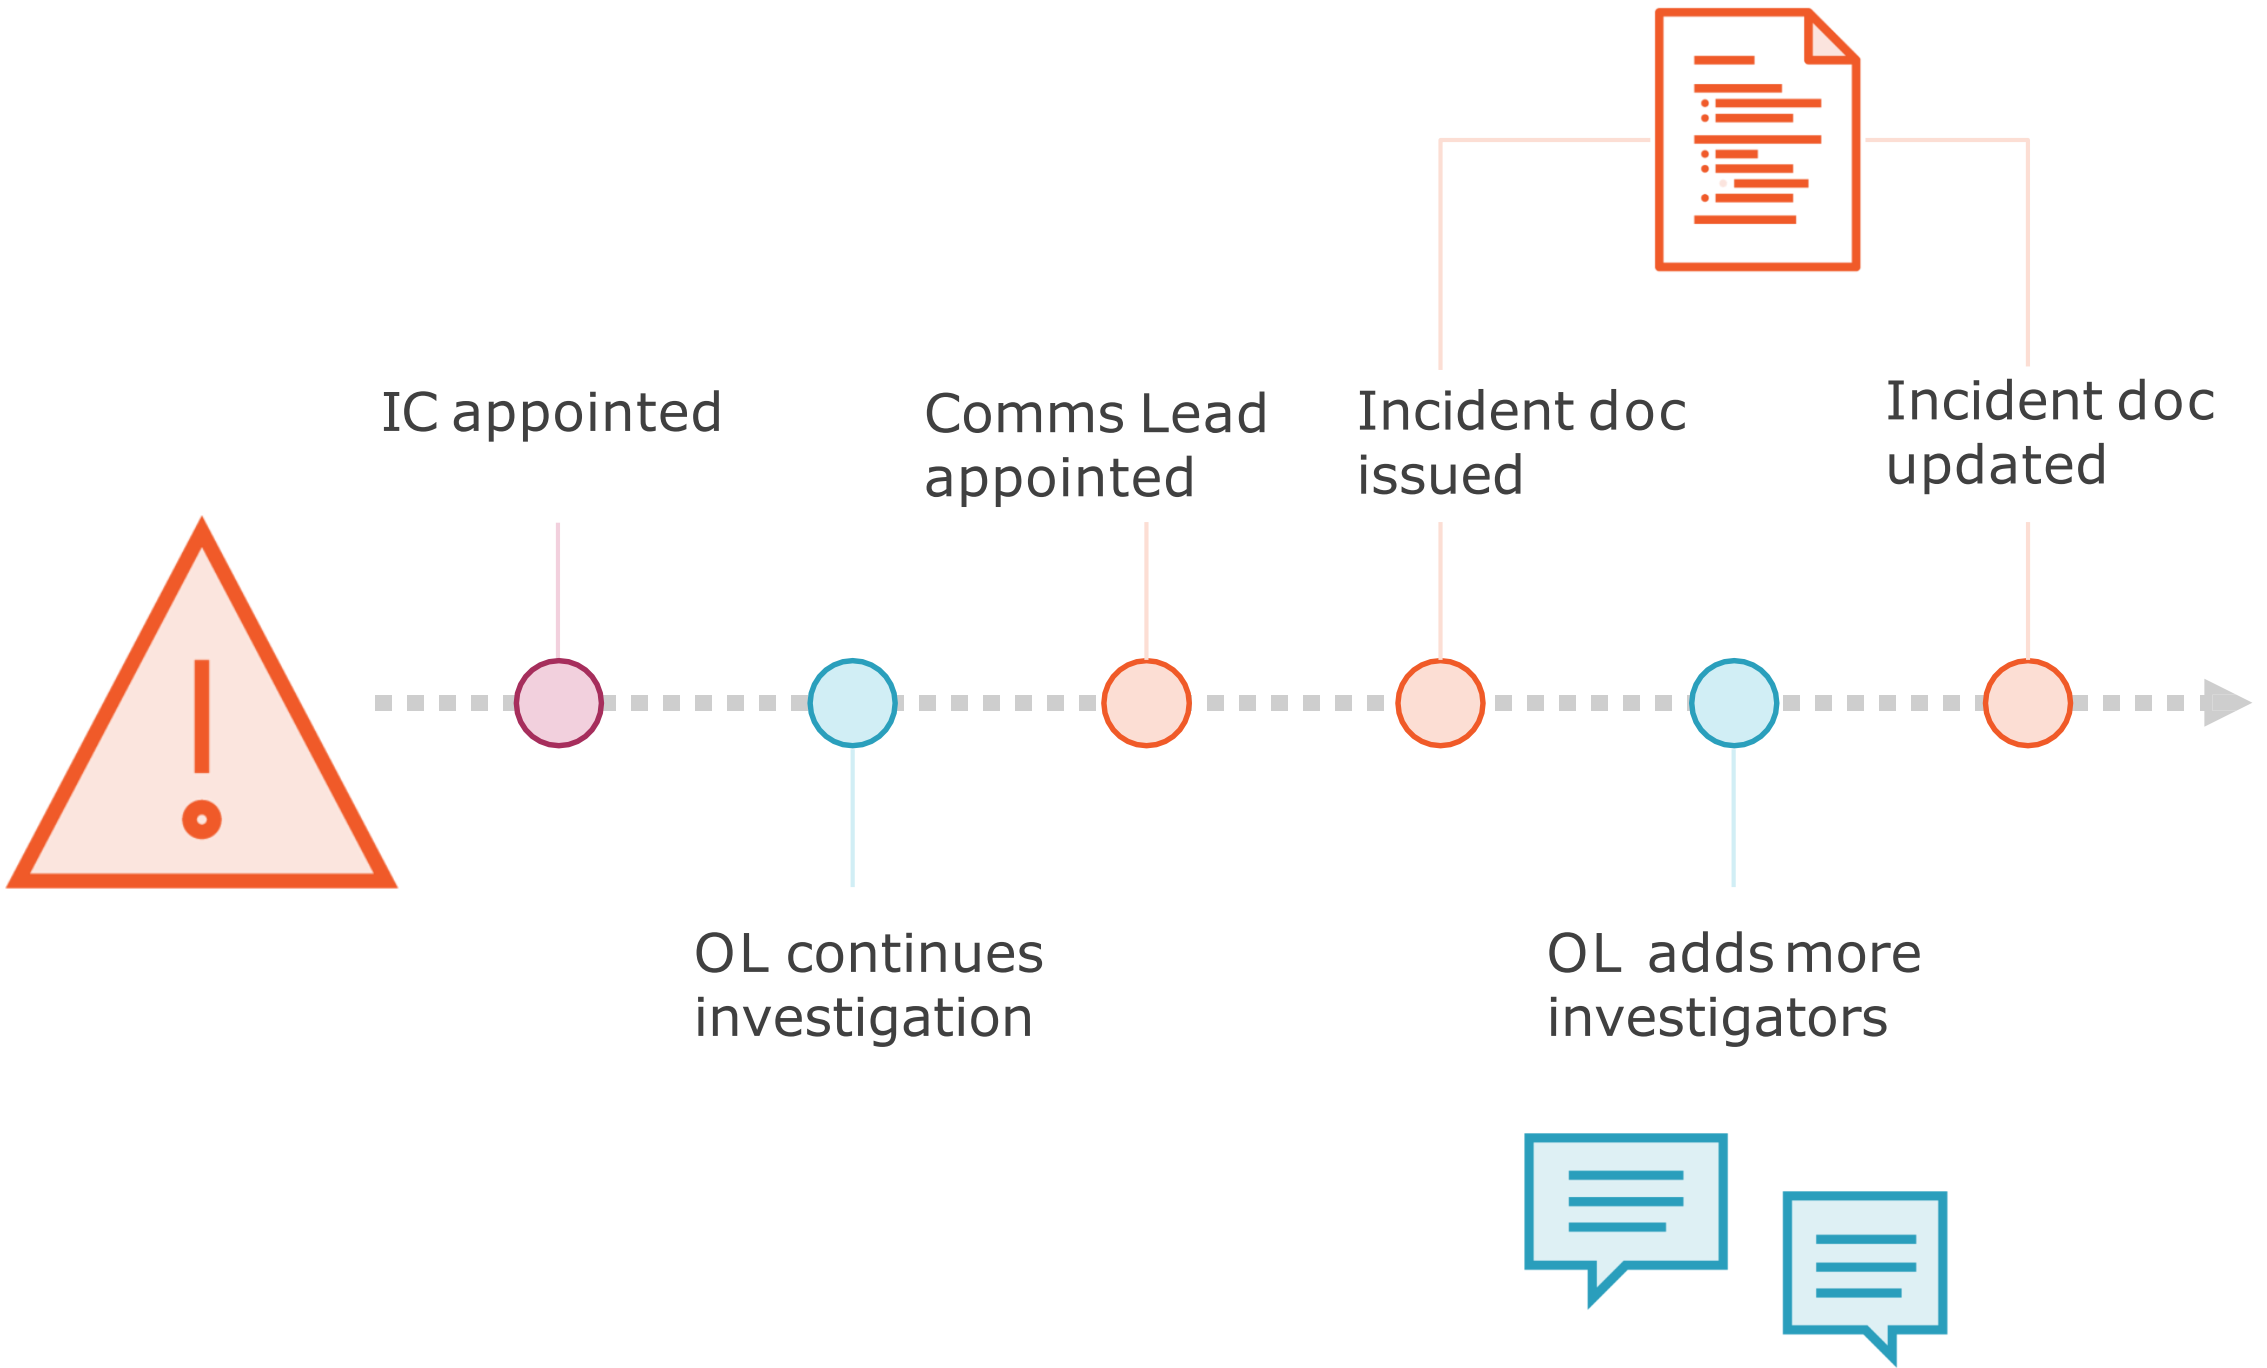 IC appointed
Comms Lead
appointed
Incident doc
issued
Incident doc
updated
OL continues
investigation
OL adds more
investigators